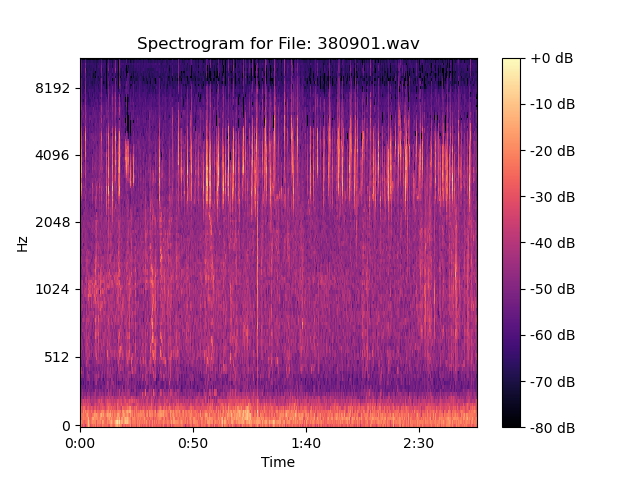 Spectrogram for File: 380901.wav
Hz
8192
4096
2048
1024
512
0
0:00 0:50 1:40 2:30
Time
+0 dB
-10 dB
-20 dB
-30 dB
-40 dB
-50 dB
-60 dB
-70 dB
-80 dB